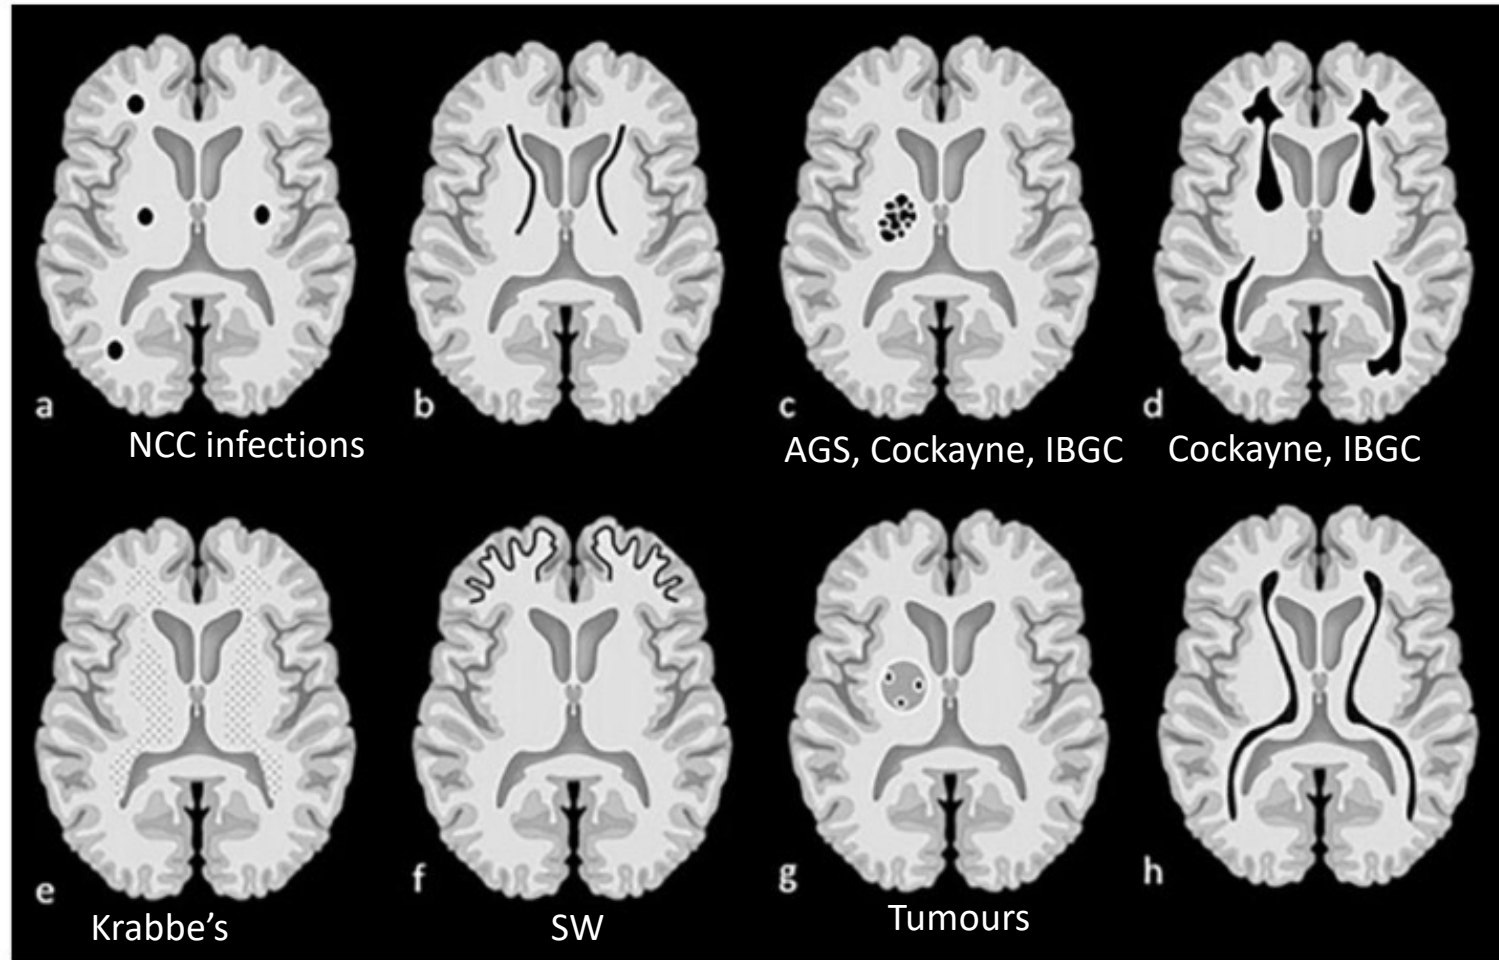 a
b
c
d
NCC infections
AGS, Cockayne, IBGC
Cockayne, IBGC
e
f
g
h
Krabbe’s
SW
Tumours